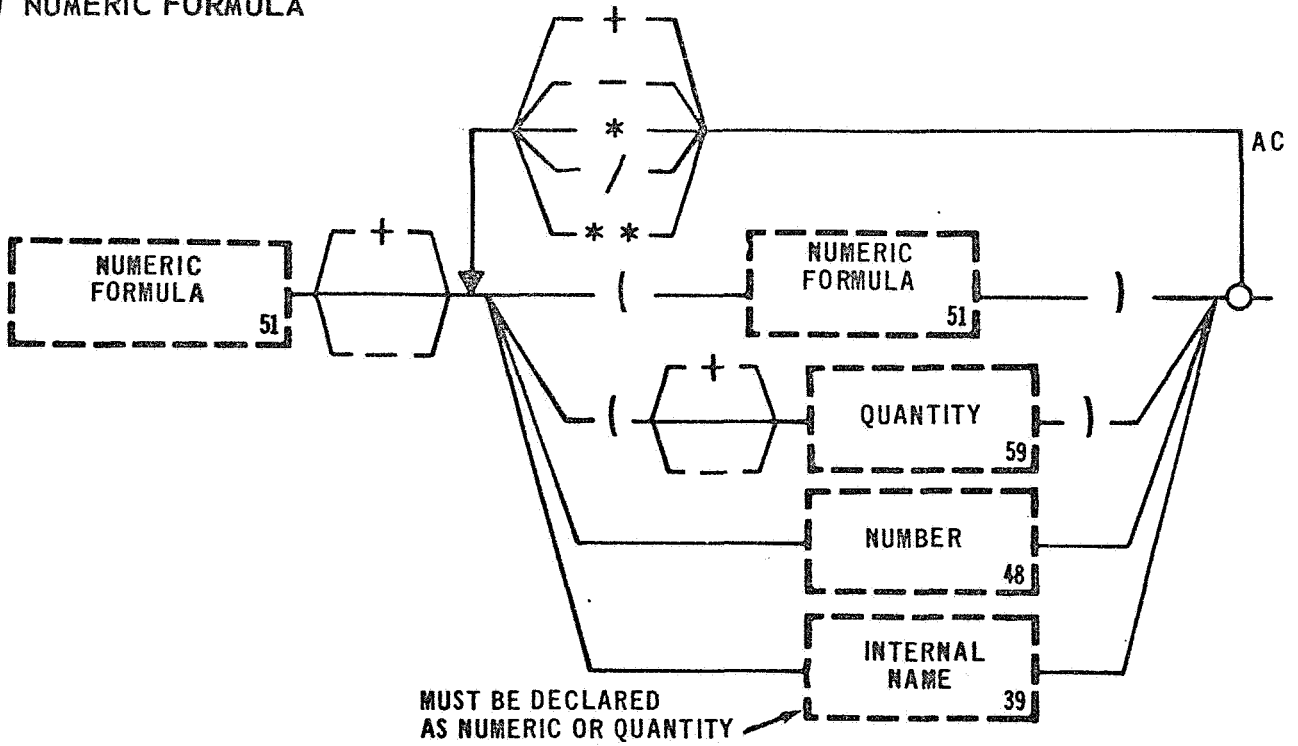 NUMERIC FORMULA
+
−
*
/
**
AC
+
NUMERIC
FORMULA
51
−
(
NUMERIC
FORMULA
51
)
(
+
−
QUANTITY
59
)
NUMBER
48
INTERNAL
NAME
39
MUST BE DECLARED
AS NUMERIC OR QUANTITY